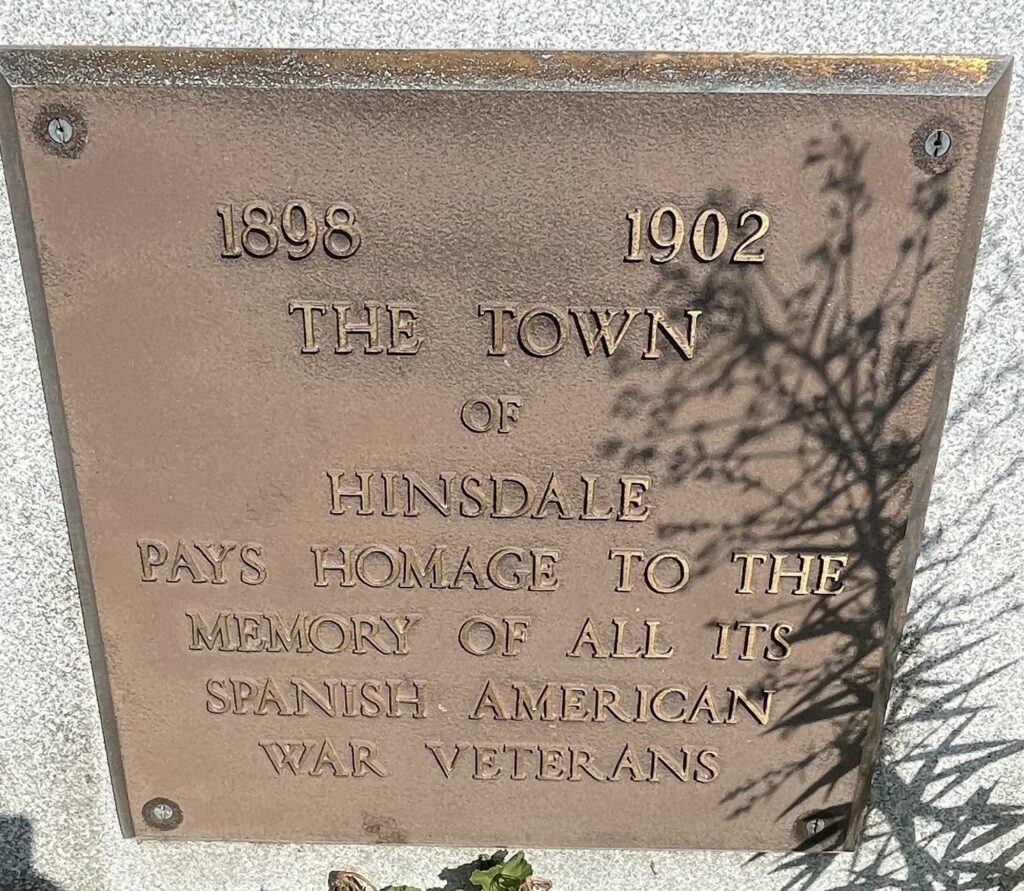 1898 1902
THE TOWN
OF
HINSDALE
PAYS HOMAGE TO THE
MEMORY OF ALL ITS
SPANISH AMERICAN
WAR VETERANS